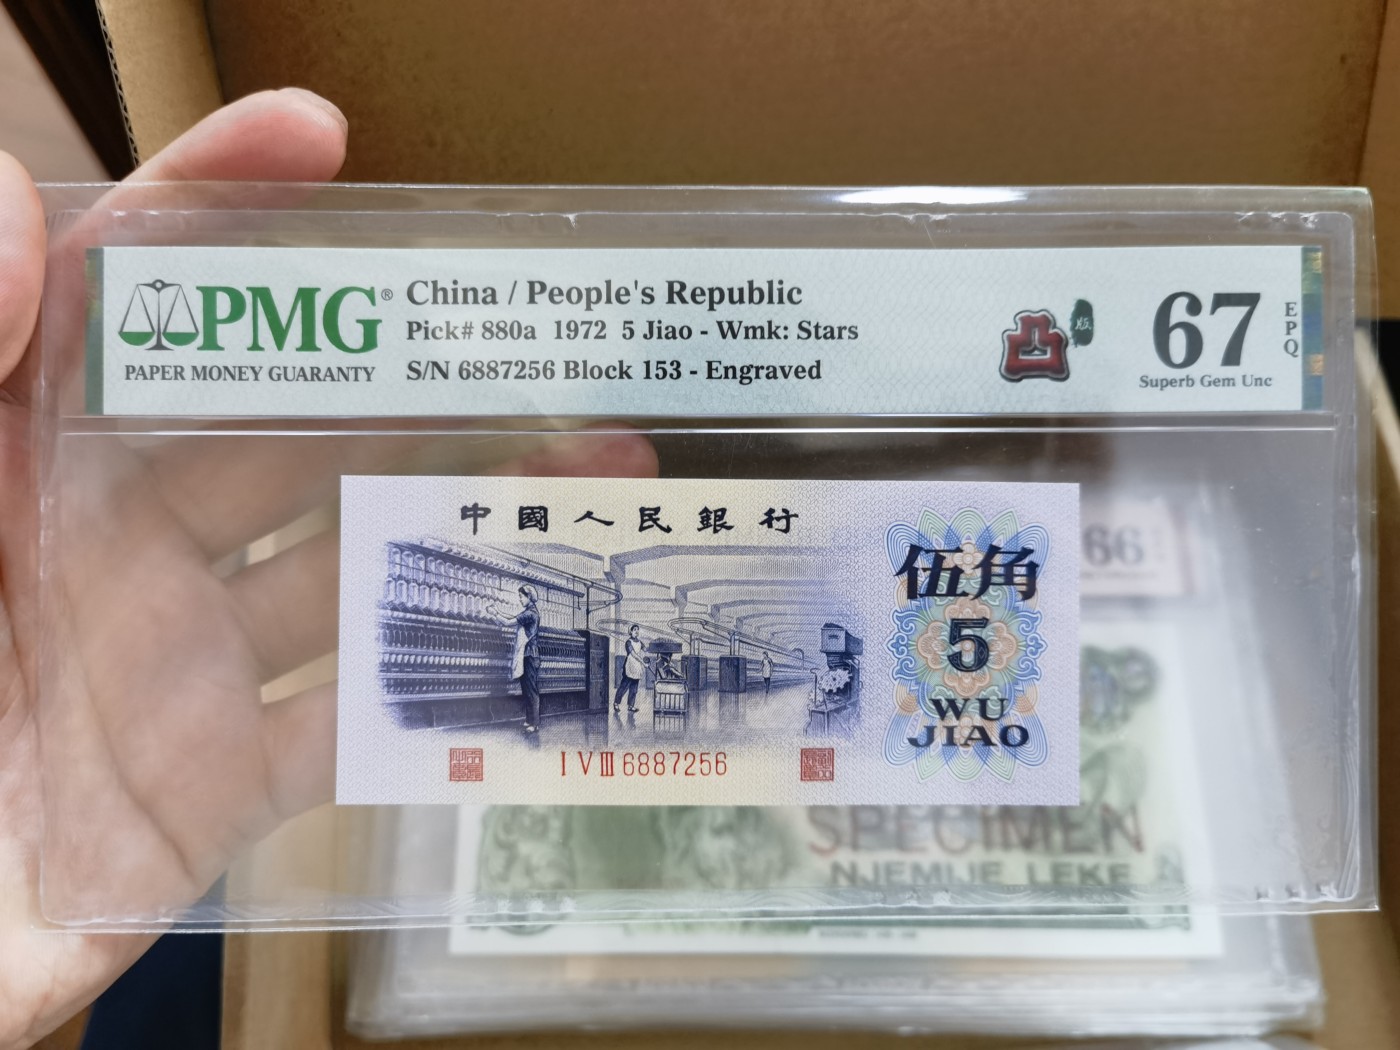 PMG®
PAPER MONEY GUARANTY
China / People's Republic
Pick# 880a 1972 5 Jiao - Wmk: Stars
S/N 6887256 Block 153 - Engraved
凸
版
67
EPQ
Superb Gem Unc
中國人民銀行
伍角
5
WU
JIAO
I V III 6887256
66
SPECIMEN
NJEMIJE LEKE